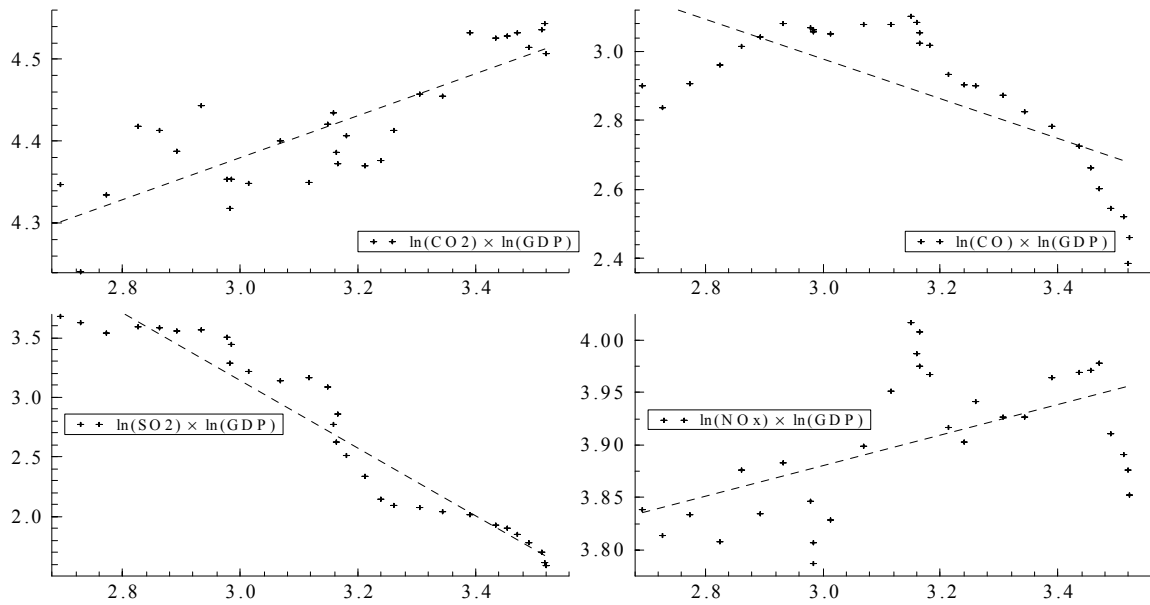 4.5
4.4
4.3
ln(CO2) × ln(GDP)
2.8 3.0 3.2 3.4
3.0
2.8
2.6
2.4
ln(CO) × ln(GDP)
2.8 3.0 3.2 3.4
3.5
3.0
2.5
2.0
ln(SO2) × ln(GDP)
2.8 3.0 3.2 3.4
4.00
3.95
3.90
3.85
3.80
ln(NOx) × ln(GDP)
2.8 3.0 3.2 3.4